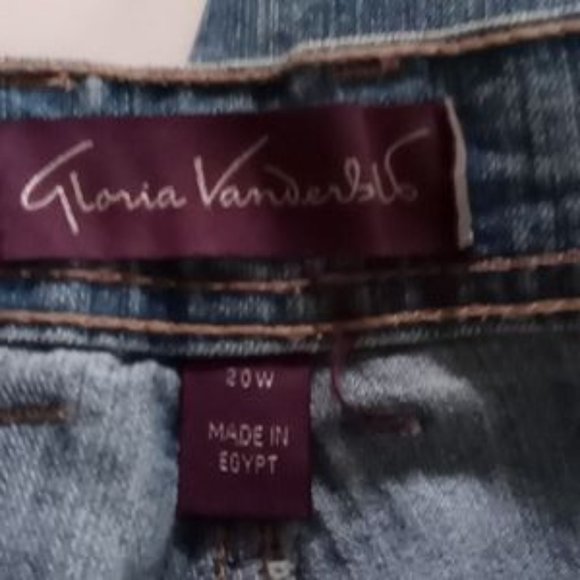 Gloria Vanderbilt
20W
MADE IN
EGYPT